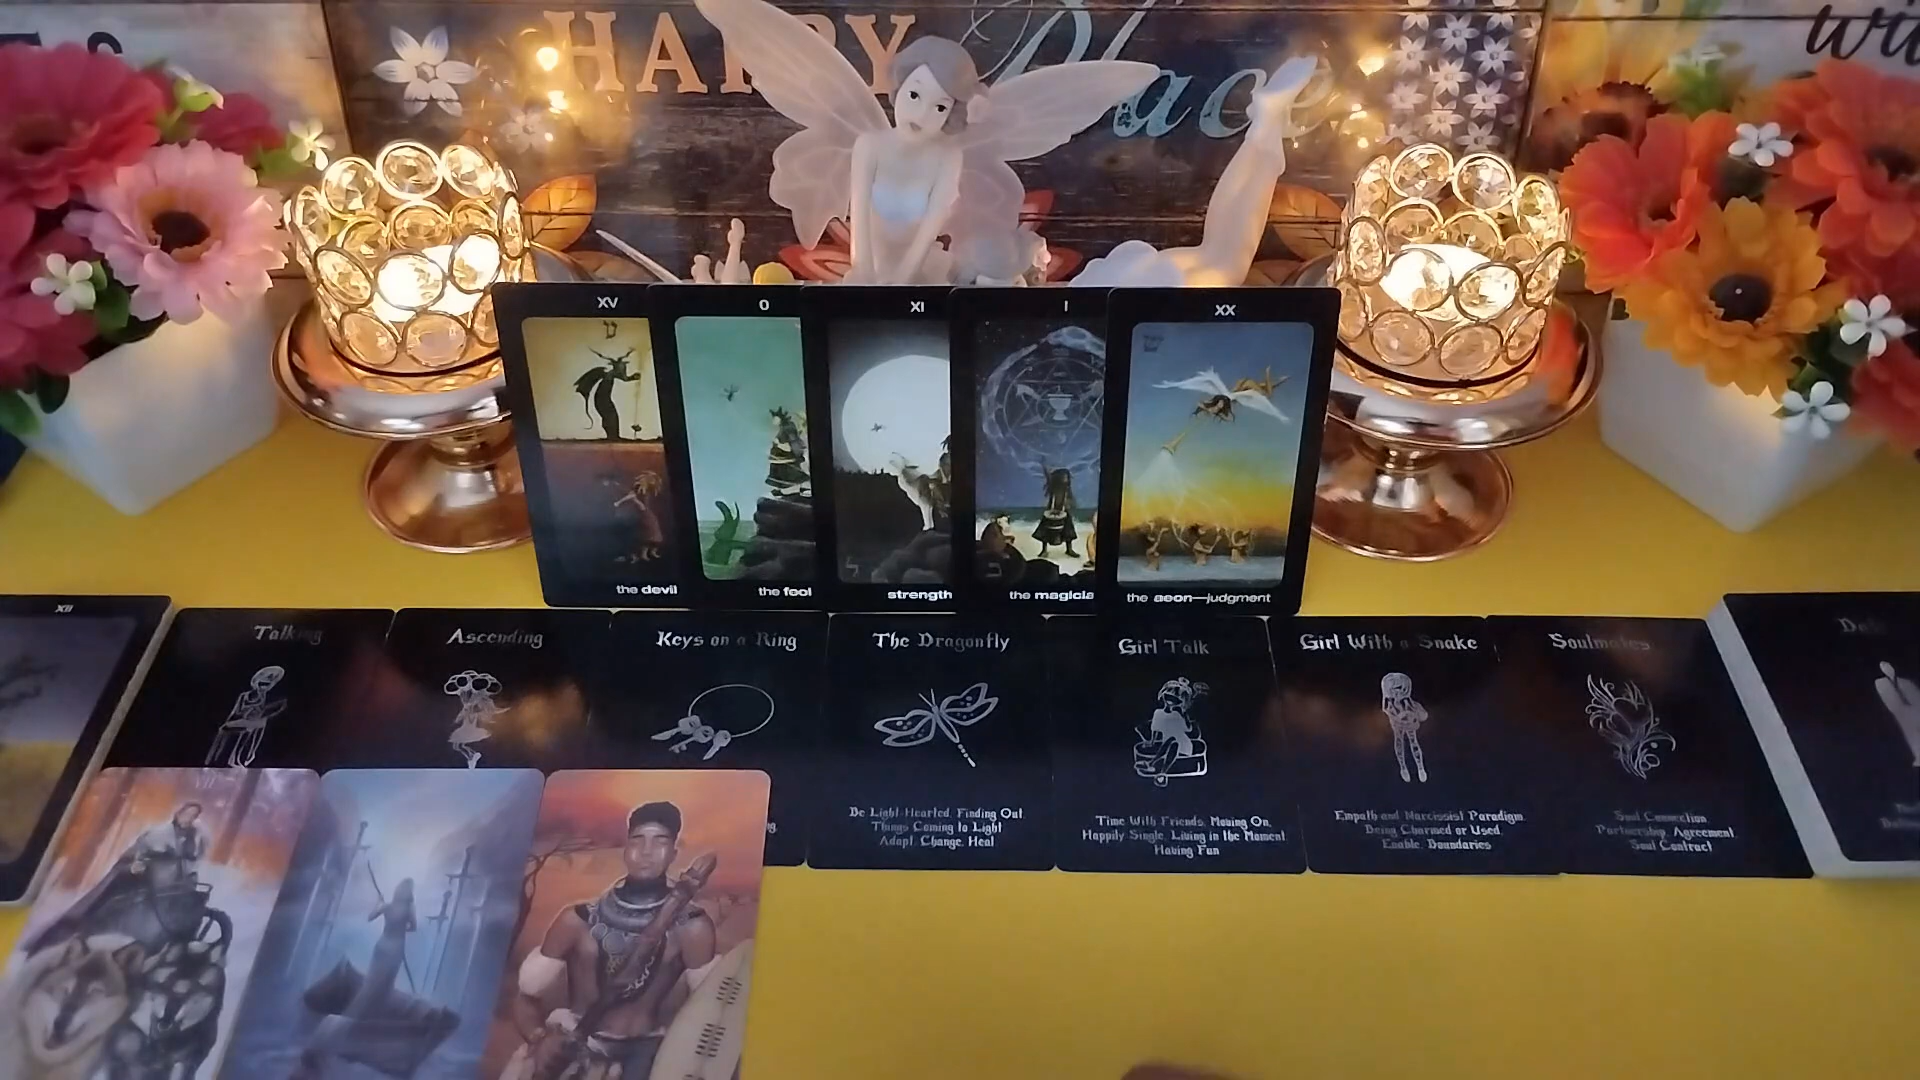 HAPPY Place
wi
XV
0
XI
I
XX
the devil
the fool
strength
the magicia
the aeon—judgment
XII
Talking
Ascending
Keys on a Ring
The Dragonfly
Girl Talk
Girl With a Snake
Soulmates
Be Light Hearted, Finding Out,
Things Coming to Light
Adapt, Change, Heal
Time With Friends, Moving On,
Happily Single, Living in the Moment,
Having Fun
Empath and Narcissist Paradigm,
Being Charmed or Used,
Enable, Boundaries
Soul Connection
Partnership, Agreement,
Soul Contract
VII